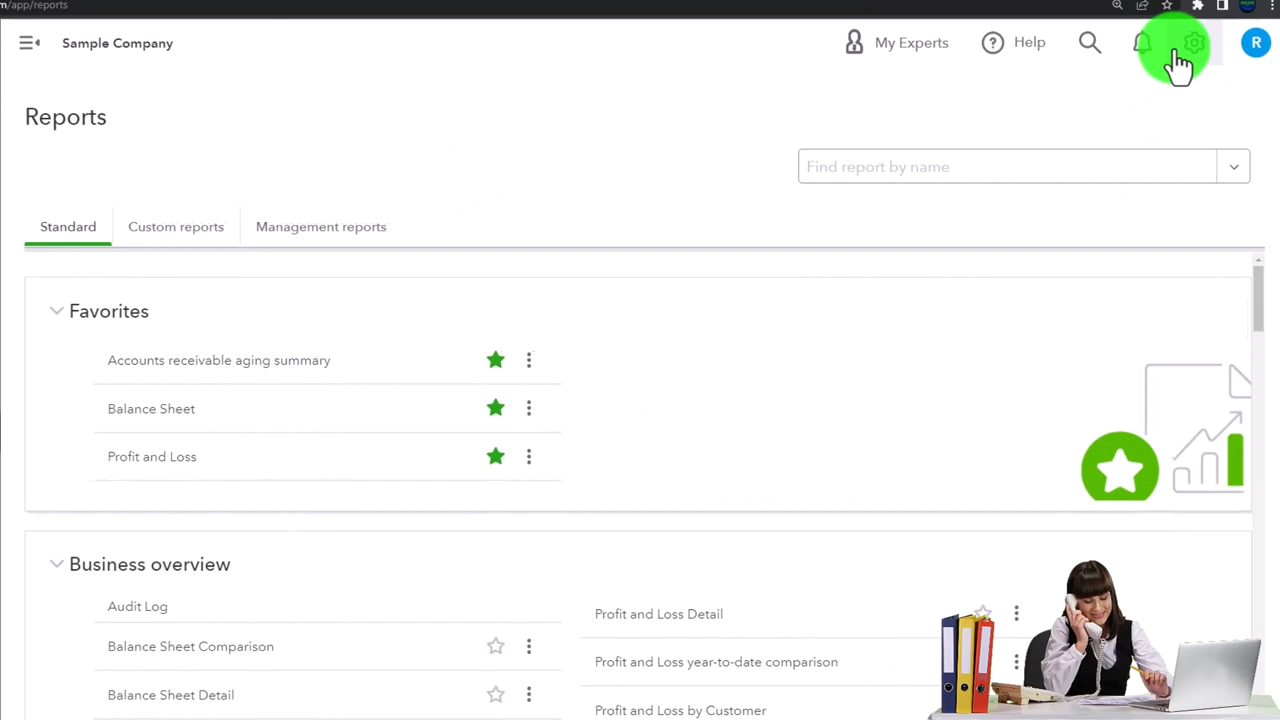 m/app/reports
Sample Company
My Experts
Help
R
Reports
Find report by name
Standard
Custom reports
Management reports
Favorites
Accounts receivable aging summary
Balance Sheet
Profit and Loss
Business overview
Audit Log
Profit and Loss Detail
Balance Sheet Comparison
Profit and Loss year-to-date comparison
Balance Sheet Detail
Profit and Loss by Customer